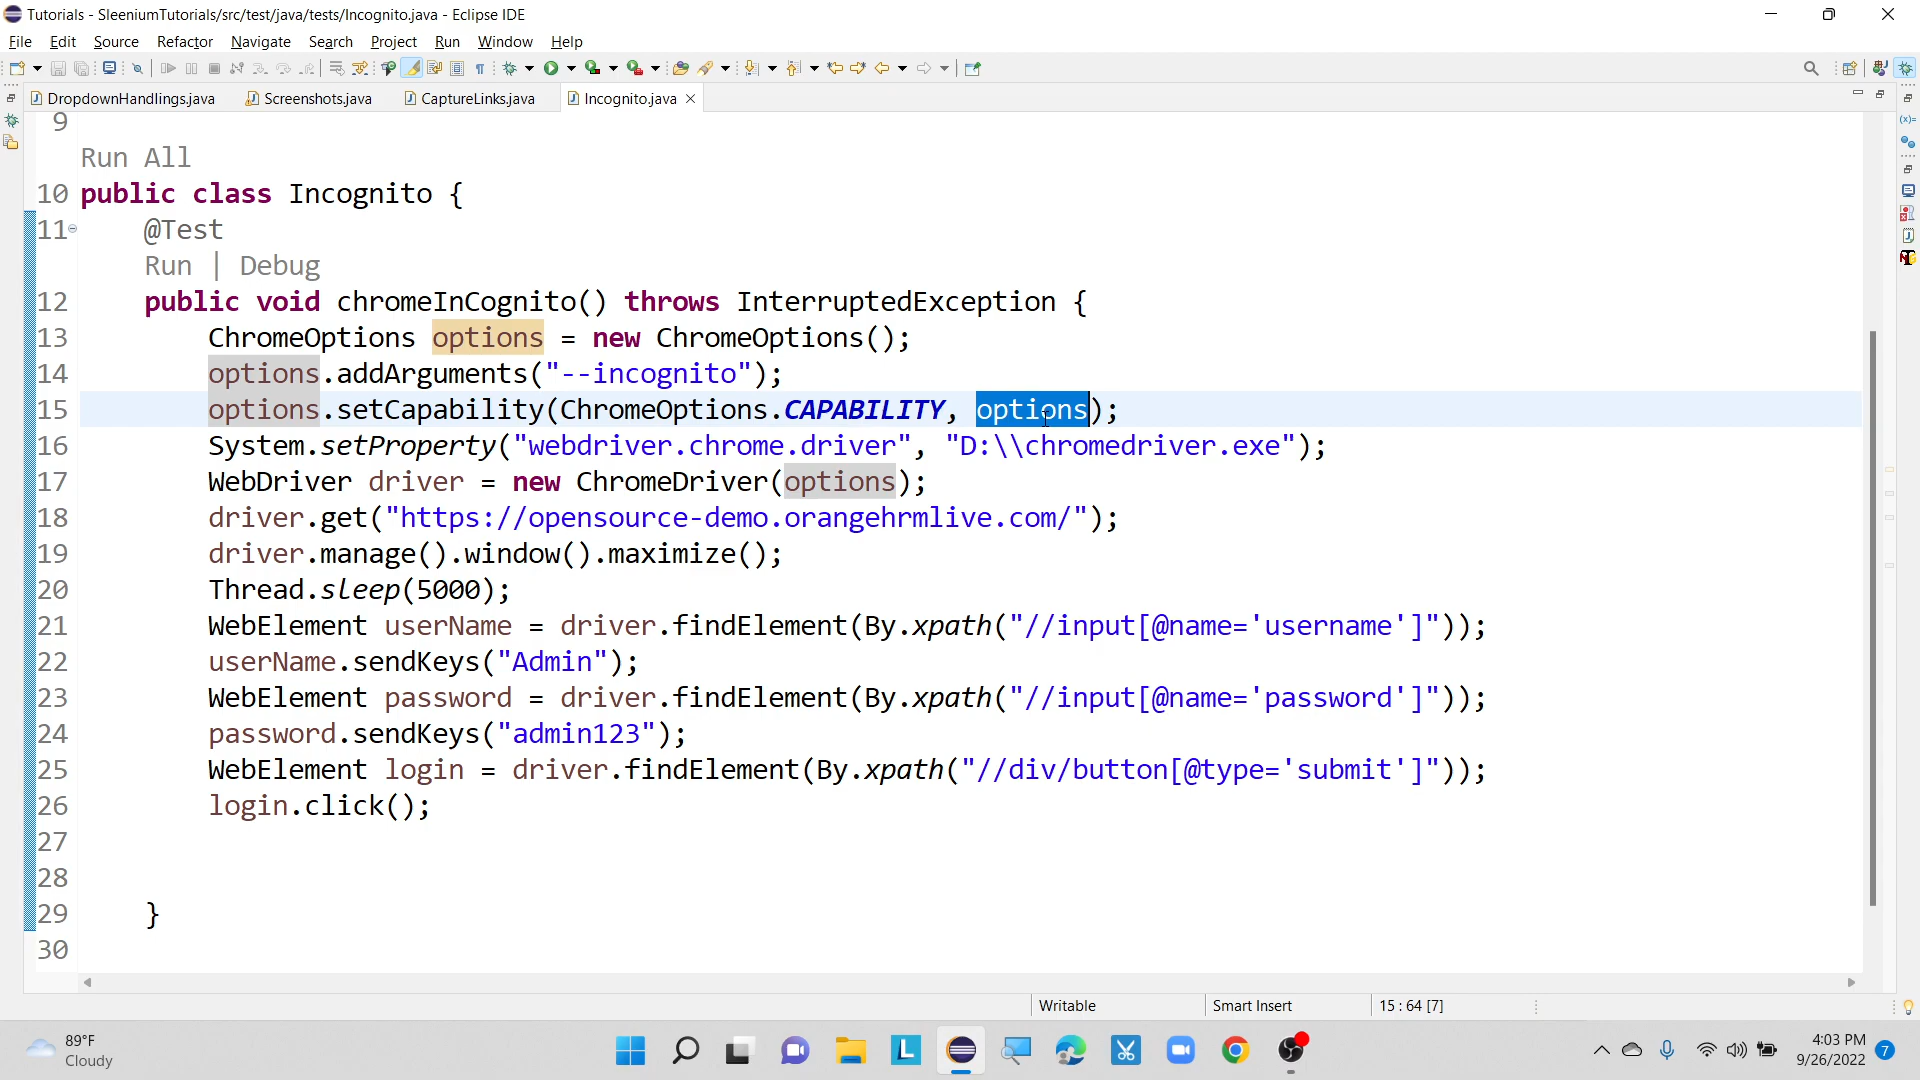 Tutorials - SleeniumTutorials/src/test/java/tests/Incognito.java - Eclipse IDE
File Edit Source Refactor Navigate Search Project Run Window Help
DropdownHandlings.java Screenshots.java CaptureLinks.java Incognito.java
9
Run All
10 public class Incognito {
11 @Test
Run | Debug
12 public void chromeInCognito() throws InterruptedException {
13 ChromeOptions options = new ChromeOptions();
14 options.addArguments("--incognito");
15 options.setCapability(ChromeOptions.CAPABILITY, options);
16 System.setProperty("webdriver.chrome.driver", "D:\\chromedriver.exe");
17 WebDriver driver = new ChromeDriver(options);
18 driver.get("https://opensource-demo.orangehrmlive.com/");
19 driver.manage().window().maximize();
20 Thread.sleep(5000);
21 WebElement userName = driver.findElement(By.xpath("//input[@name='username']"));
22 userName.sendKeys("Admin");
23 WebElement password = driver.findElement(By.xpath("//input[@name='password']"));
24 password.sendKeys("admin123");
25 WebElement login = driver.findElement(By.xpath("//div/button[@type='submit']"));
26 login.click();
27
28
29 }
30
Writable Smart Insert 15 : 64 [7]
89°F
Cloudy
4:03 PM
9/26/2022
7